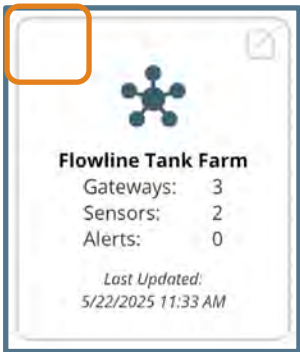 Flowline Tank Farm
Gateways: 3
Sensors: 2
Alerts: 0
Last Updated:
5/22/2025 11:33 AM